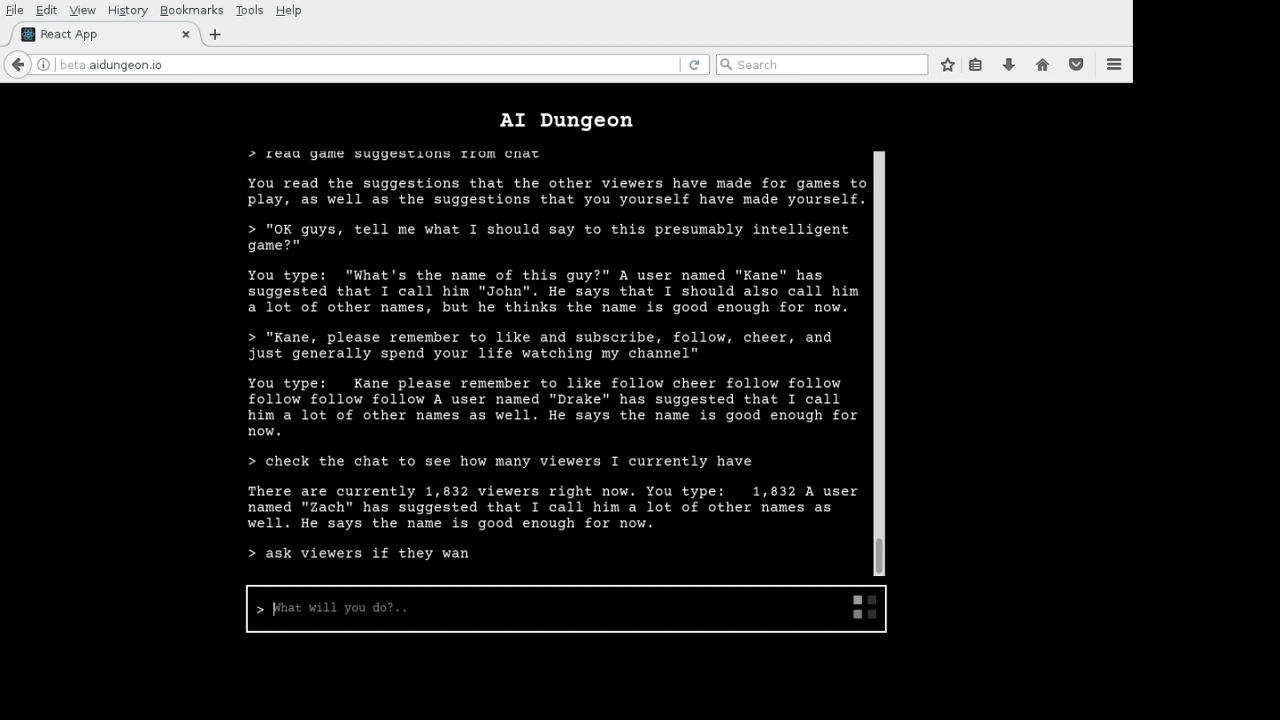 File Edit View History Bookmarks Tools Help
React App
beta.aidungeon.io
Search
AI Dungeon
> read game suggestions from chat
You read the suggestions that the other viewers have made for games to
play, as well as the suggestions that you yourself have made yourself.
> "OK guys, tell me what I should say to this presumably intelligent
game?"
You type:  "What's the name of this guy?" A user named "Kane" has
suggested that I call him "John". He says that I should also call him
a lot of other names, but he thinks the name is good enough for now.
> "Kane, please remember to like and subscribe, follow, cheer, and
just generally spend your life watching my channel"
You type:   Kane please remember to like follow cheer follow follow
follow follow follow A user named "Drake" has suggested that I call
him a lot of other names as well. He says the name is good enough for
now.
> check the chat to see how many viewers I currently have
There are currently 1,832 viewers right now. You type:   1,832 A user
named "Zach" has suggested that I call him a lot of other names as
well. He says the name is good enough for now.
> ask viewers if they wan
> What will you do?..